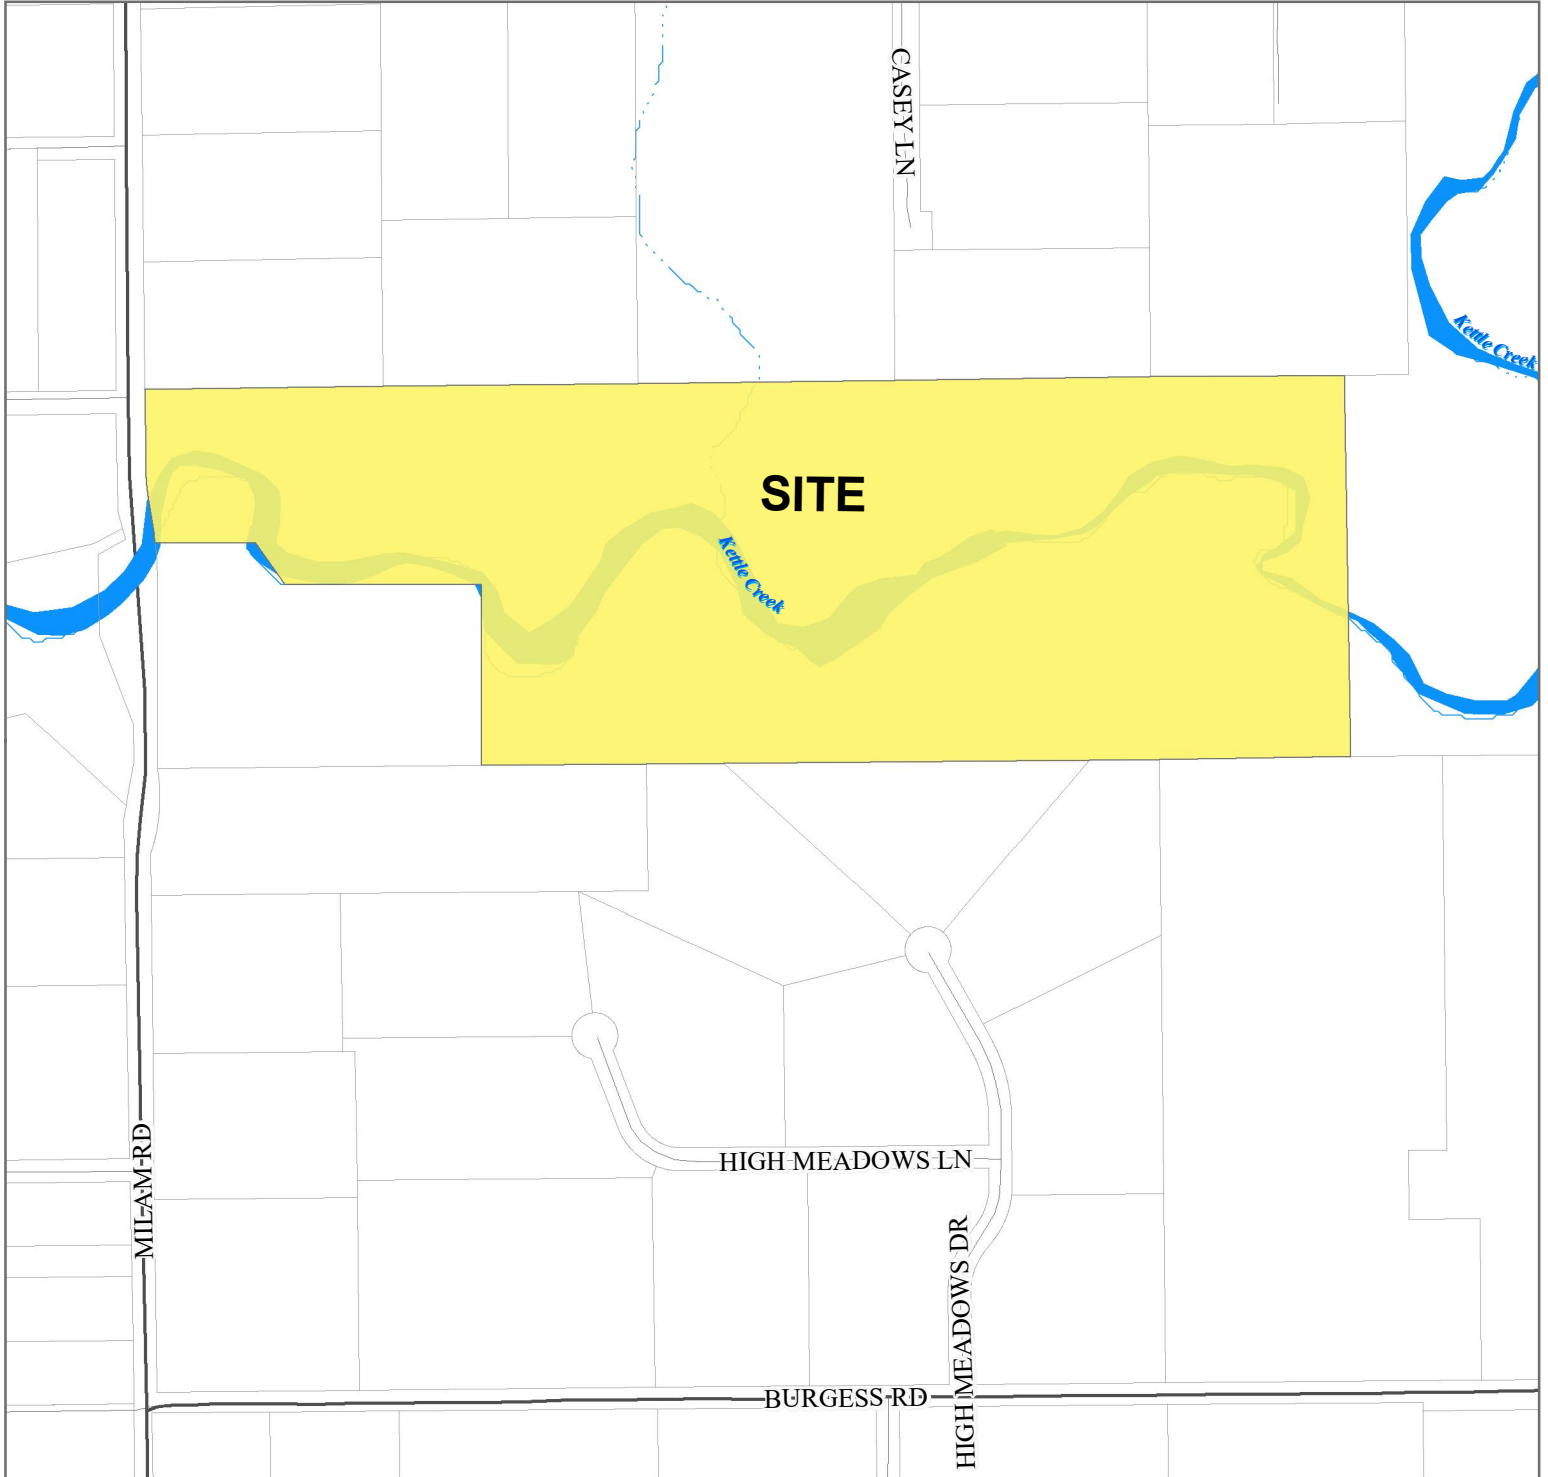 CASEY LN
Kettle Creek
SITE
Kettle Creek
MILAM RD
HIGH MEADOWS LN
HIGH MEADOWS DR
BURGESS RD